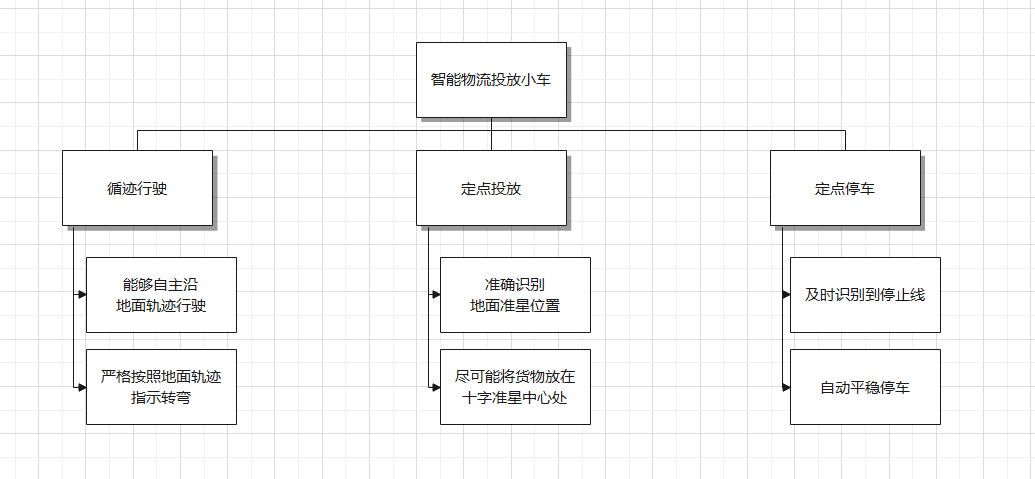 智能物流投放小车
循迹行驶
定点投放
定点停车
能够自主沿
地面轨迹行驶
准确识别
地面准星位置
及时识别到停止线
严格按照地面轨迹
指示转弯
尽可能将货物放在
十字准星中心处
自动平稳停车